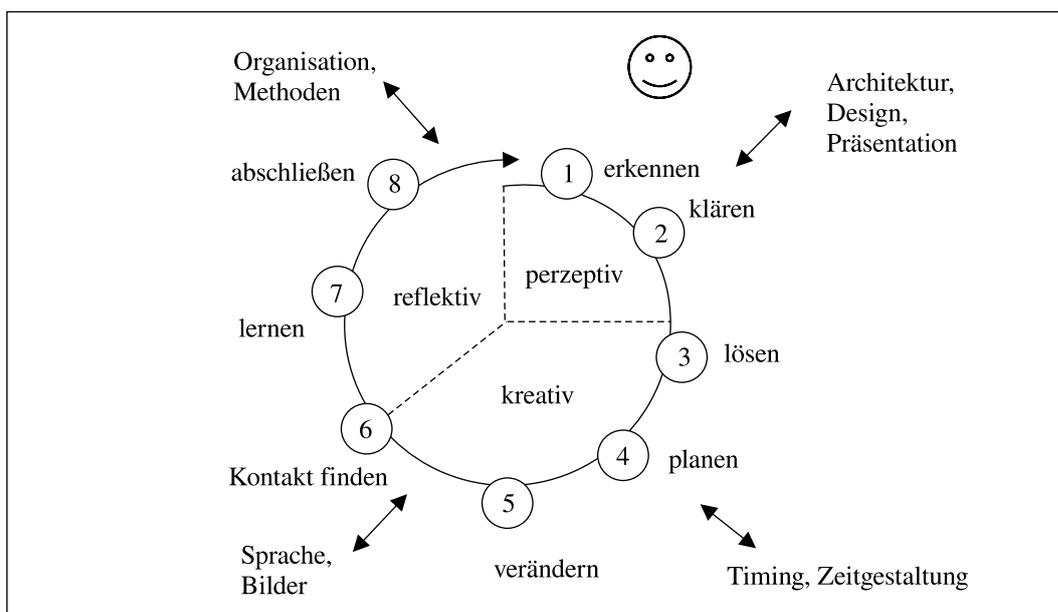 Organisation,
Methoden
Architektur,
Design,
Präsentation
abschließen
8
1
erkennen
klären
2
perzeptiv
7
reflektiv
lernen
3
lösen
kreativ
6
4
planen
Kontakt finden
5
Sprache,
Bilder
verändern
Timing, Zeitgestaltung